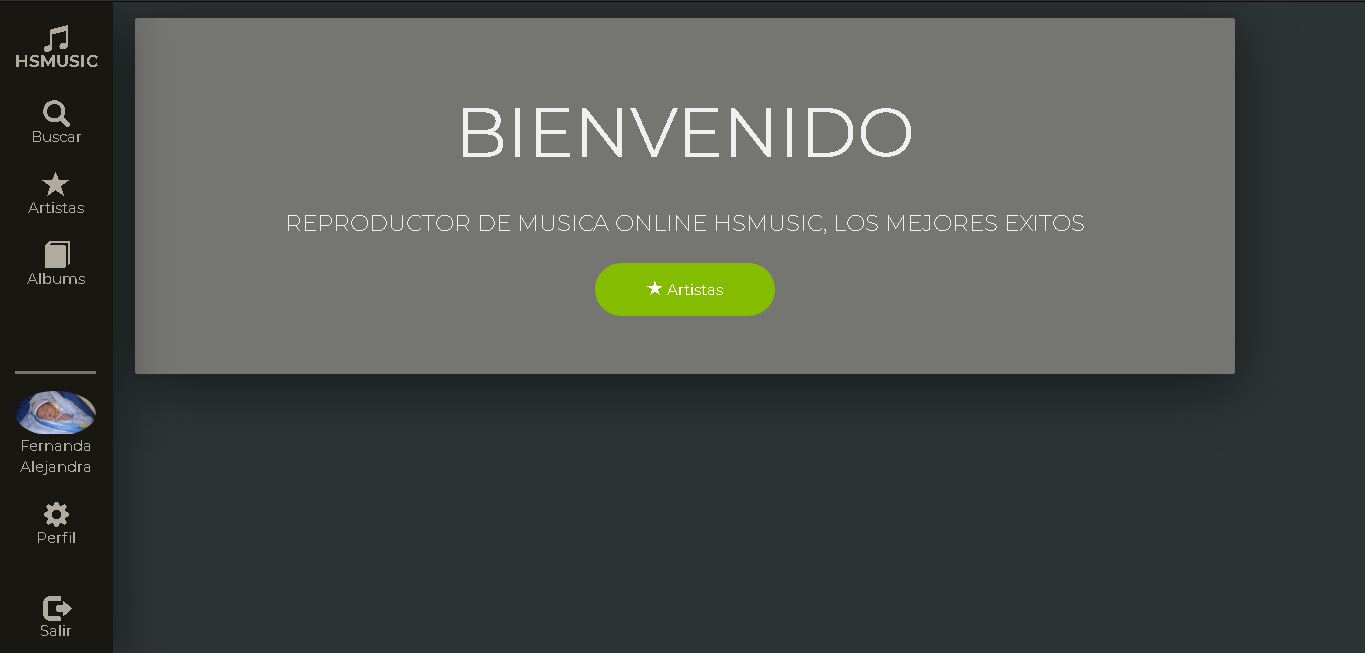 HSMUSIC
Buscar
Artistas
Albums
Fernanda
Alejandra
Perfil
Salir
BIENVENIDO
REPRODUCTOR DE MUSICA ONLINE HSMUSIC, LOS MEJORES EXITOS
Artistas